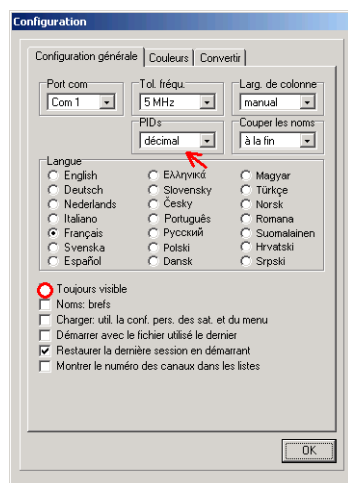 Configuration
Configuration générale Couleurs Convertir
Port com Tol. fréqu. Larg. de colonne
Com 1 5 MHz manual
PIDs Couper les noms
décimal à la fin
Langue
English Ελληνικά Magyar
Deutsch Slovensky Türkçe
Nederlands Česky Norsk
Italiano Português Romana
Français Русский Suomalainen
Svenska Polski Hrvatski
Español Dansk Srpski
Toujours visible
Noms: brefs
Charger: util. la conf. pers. des sat. et du menu
Démarrer avec le fichier utilisé le dernier
Restaurer la dernière session en démarrant
Montrer le numéro des canaux dans les listes
OK